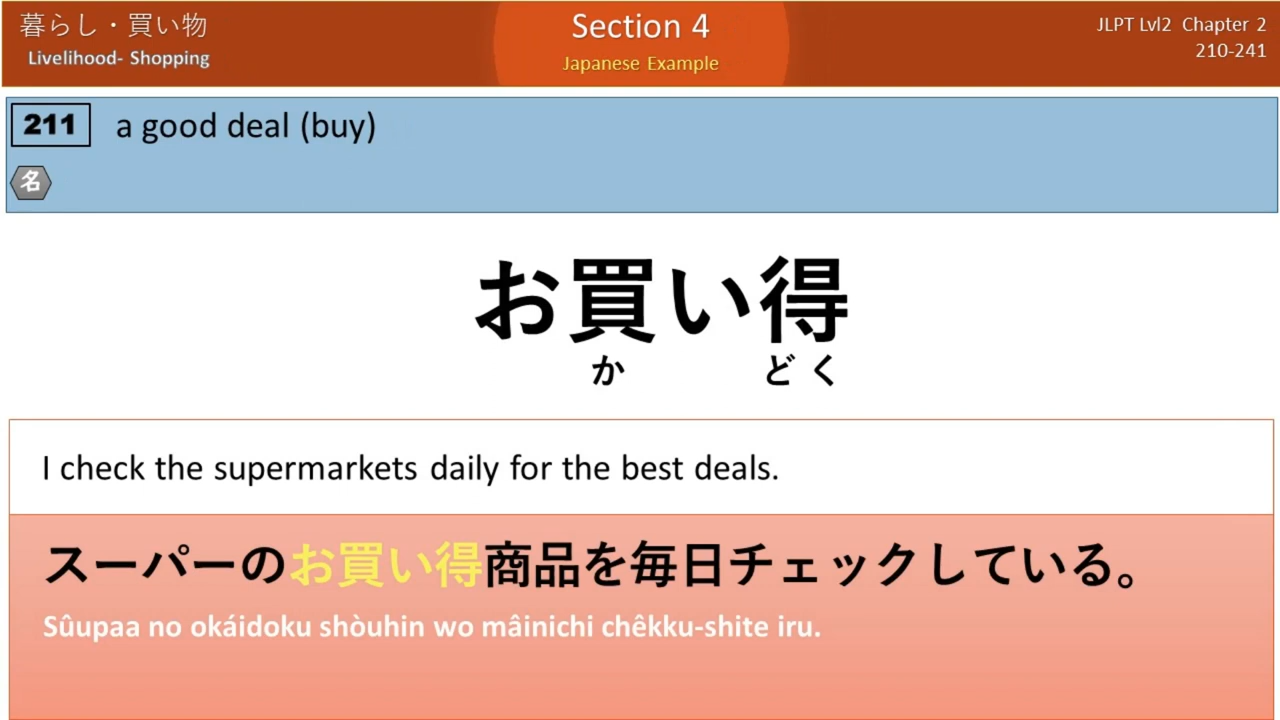 暮らし・買い物
Livelihood- Shopping
Section 4
Japanese Example
JLPT Lvl2 Chapter 2
210-241
211 a good deal (buy)
名
お買い得
か どく
I check the supermarkets daily for the best deals.
スーパーのお買い得商品を毎日チェックしている。
Sûupaa no okáidoku shòuhin wo mâinichi chêkku-shite iru.